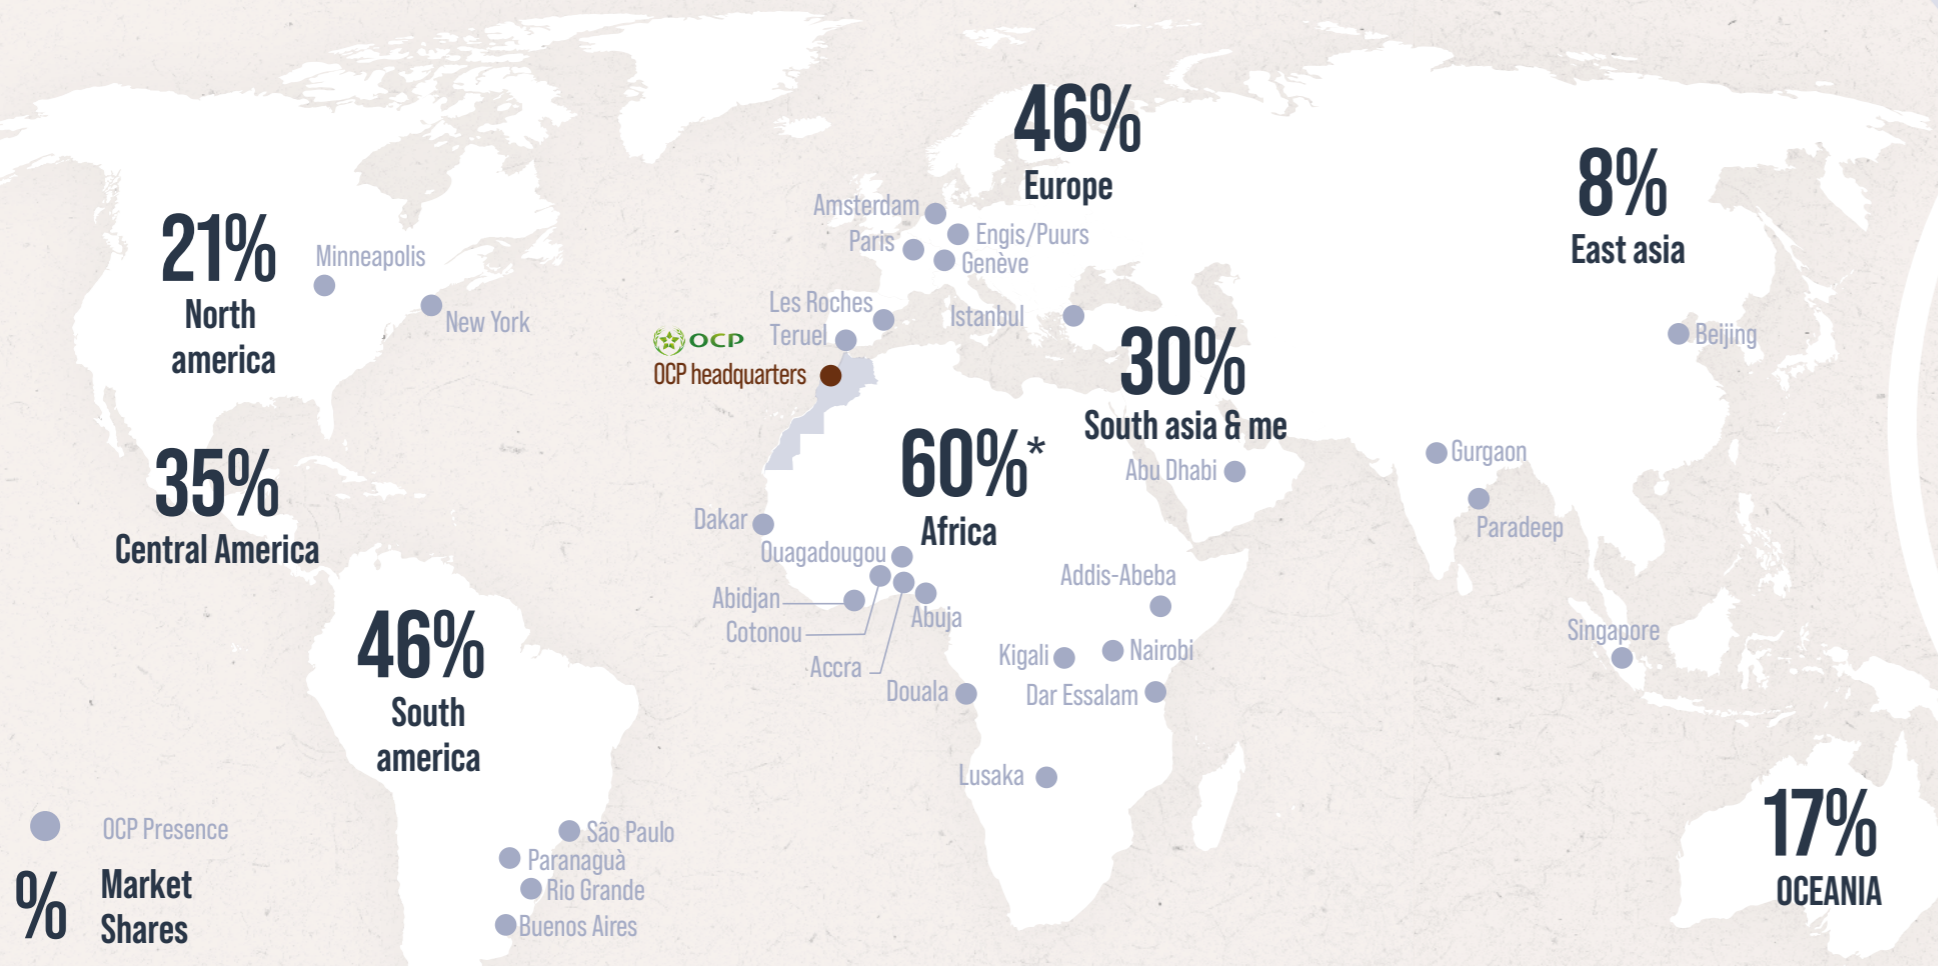 46%
Europe
8%
East asia
21%
North
america
Minneapolis
New York
Amsterdam
Paris
Engis/Puurs
Genève
Les Roches
Teruel
Istanbul
OCP
OCP headquarters
30%
South asia & me
Abu Dhabi
Beijing
Gurgaon
Paradeep
35%
Central America
60%*
Africa
Dakar
Ouagadougou
Abidjan
Cotonou
Accra
Abuja
Addis-Abeba
Kigali
Nairobi
Douala
Dar Essalam
Lusaka
Singapore
46%
South
america
São Paulo
Paranaguà
Rio Grande
Buenos Aires
17%
OCEANIA
OCP Presence
%
Market
Shares